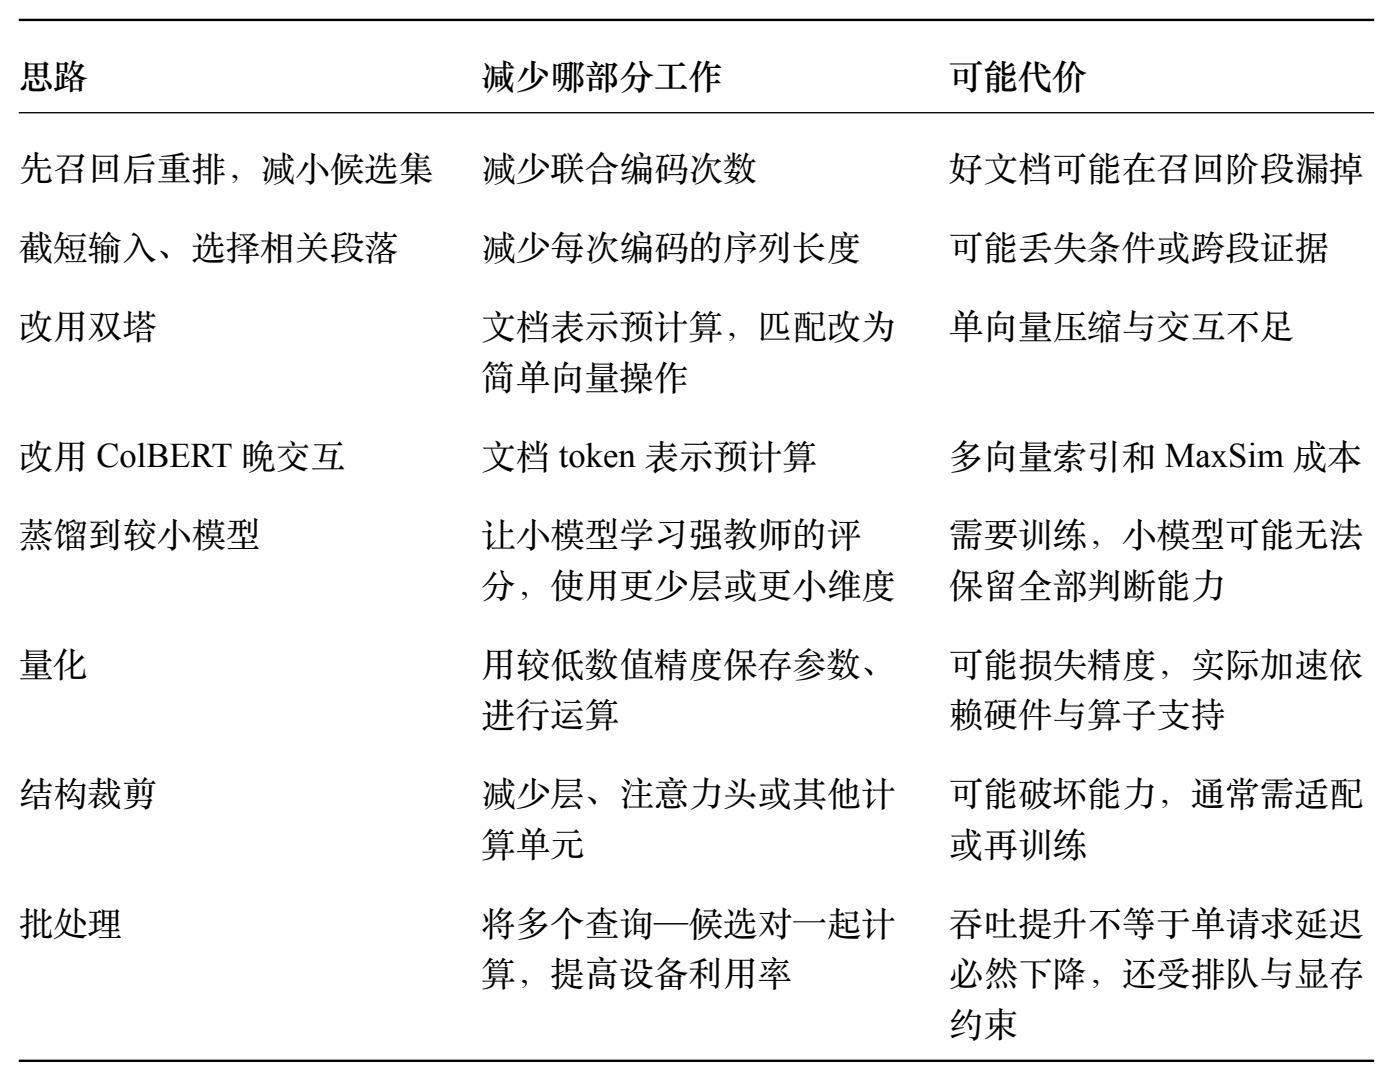 思路 减少哪部分工作 可能代价
先召回后重排，减小候选集 减少联合编码次数 好文档可能在召回阶段漏掉
截短输入、选择相关段落 减少每次编码的序列长度 可能丢失条件或跨段证据
改用双塔 文档表示预计算，匹配改为 单向量压缩与交互不足
简单向量操作
改用 ColBERT 晚交互 文档 token 表示预计算 多向量索引和 MaxSim 成本
蒸馏到较小模型 让小模型学习强教师的评 需要训练，小模型可能无法
分，使用更少层或更小维度 保留全部判断能力
量化 用较低数值精度保存参数、 可能损失精度，实际加速依
进行运算 赖硬件与算子支持
结构裁剪 减少层、注意力头或其他计 可能破坏能力，通常需适配
算单元 或再训练
批处理 将多个查询—候选对一起计 吞吐提升不等于单请求延迟
算，提高设备利用率 必然下降，还受排队与显存
约束